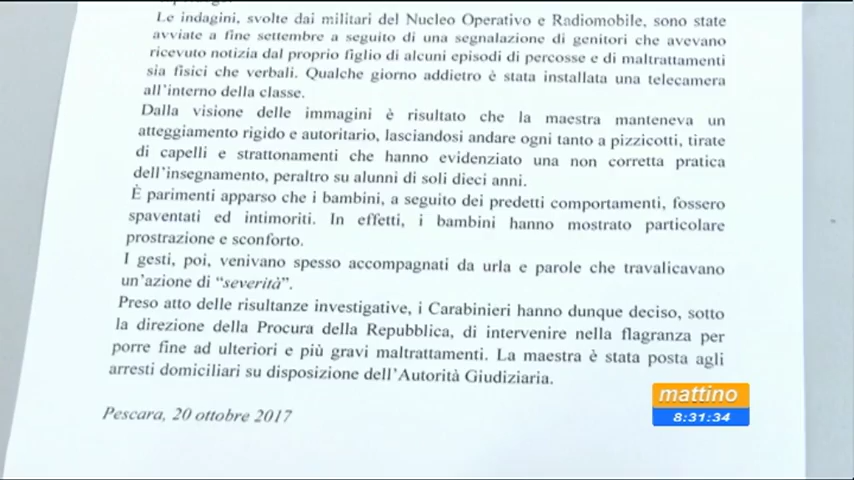 Le indagini, svolte dai militari del Nucleo Operativo e Radiomobile, sono state
avviate a fine settembre a seguito di una segnalazione di genitori che avevano
ricevuto notizia dal proprio figlio di alcuni episodi di percosse e di maltrattamenti
sia fisici che verbali. Qualche giorno addietro è stata installata una telecamera
all'interno della classe.
Dalla visione delle immagini è risultato che la maestra manteneva un
atteggiamento rigido e autoritario, lasciandosi andare ogni tanto a pizzicotti, tirate
di capelli e strattonamenti che hanno evidenziato una non corretta pratica
dell'insegnamento, peraltro su alunni di soli dieci anni.
È parimenti apparso che i bambini, a seguito dei predetti comportamenti, fossero
spaventati ed intimoriti. In effetti, i bambini hanno mostrato particolare
prostrazione e sconforto.
I gesti, poi, venivano spesso accompagnati da urla e parole che travalicavano
un'azione di "severità".
Preso atto delle risultanze investigative, i Carabinieri hanno dunque deciso, sotto
la direzione della Procura della Repubblica, di intervenire nella flagranza per
porre fine ad ulteriori e più gravi maltrattamenti. La maestra è stata posta agli
arresti domiciliari su disposizione dell'Autorità Giudiziaria.
Pescara, 20 ottobre 2017
mattino
8:31:34